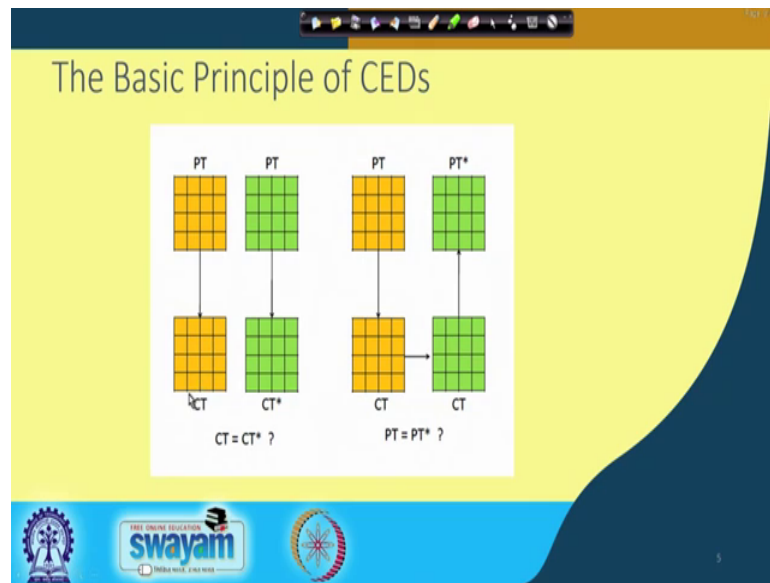 The Basic Principle of CEDs
PT PT PT PT*
CT CT* CT CT
CT = CT* ? PT = PT* ?
FREE ONLINE EDUCATION
swayam
5